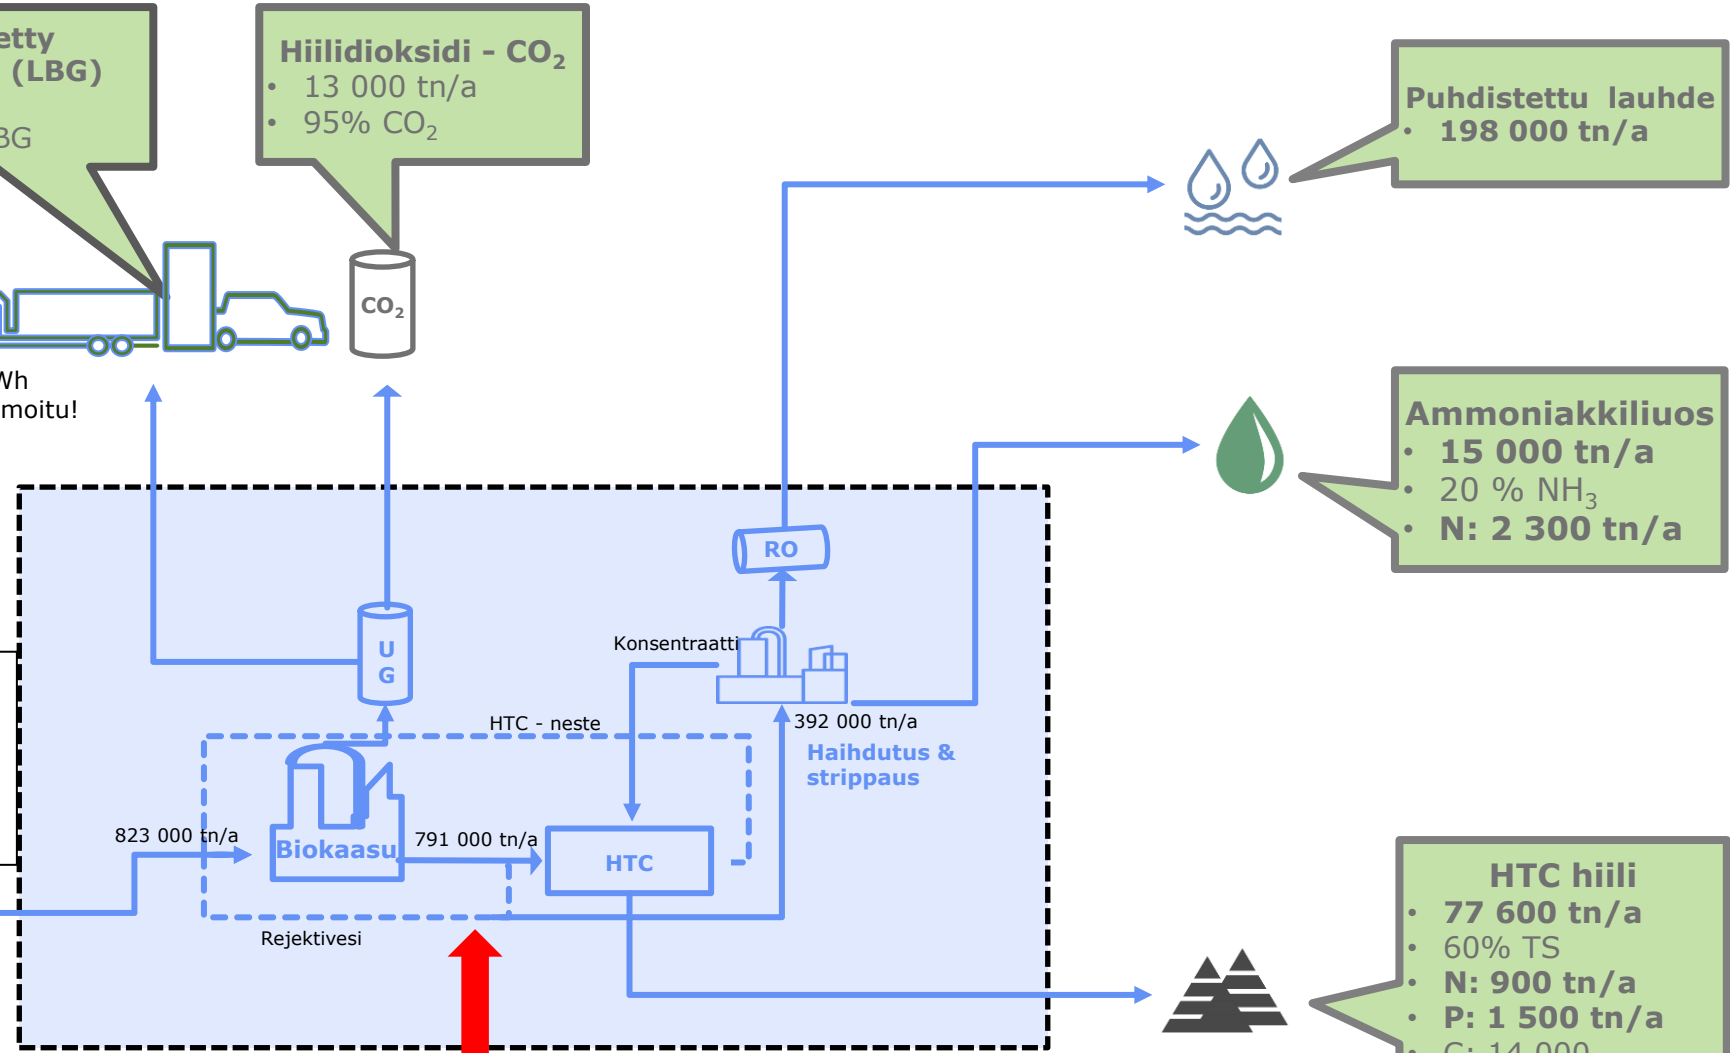 etty
(LBG)
BG
Hiilidioksidi - CO₂
• 13 000 tn/a
• 95% CO₂
Puhdistettu lauhde
• 198 000 tn/a
CO₂
Wh
moitu!
Ammoniakkiliuos
• 15 000 tn/a
• 20 % NH₃
• N: 2 300 tn/a
RO
U
G
Konsentraatti
HTC - neste
392 000 tn/a
Haihdutus &
strippaus
823 000 tn/a
Biokaasu
791 000 tn/a
HTC
Rejektivesi
HTC hiili
• 77 600 tn/a
• 60% TS
• N: 900 tn/a
• P: 1 500 tn/a
• C: 14 000